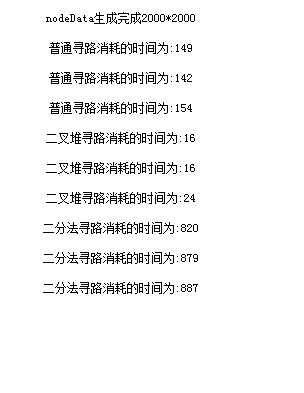 nodeData生成完成2000*2000
普通寻路消耗的时间为:149
普通寻路消耗的时间为:142
普通寻路消耗的时间为:154
二叉堆寻路消耗的时间为:16
二叉堆寻路消耗的时间为:16
二叉堆寻路消耗的时间为:24
二分法寻路消耗的时间为:820
二分法寻路消耗的时间为:879
二分法寻路消耗的时间为:887